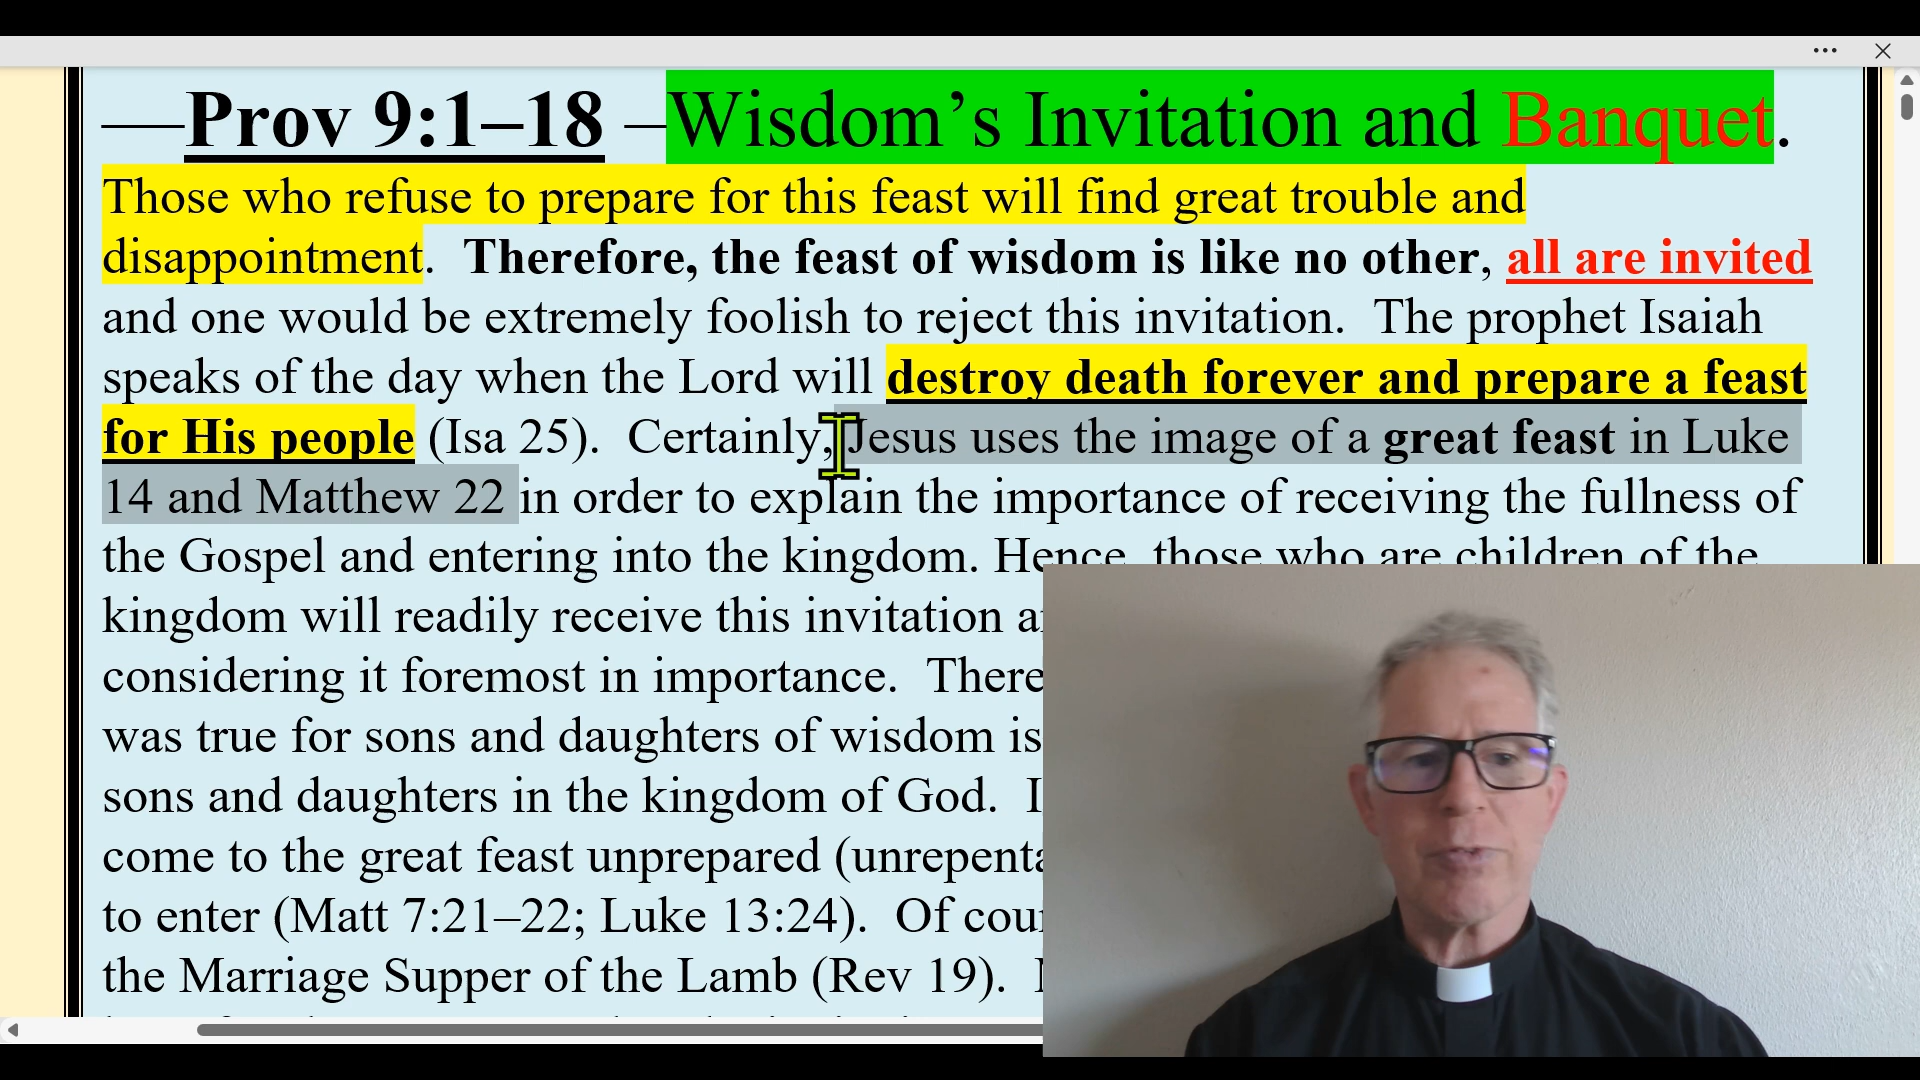 —Prov 9:1–18 –Wisdom’s Invitation and Banquet.
Those who refuse to prepare for this feast will find great trouble and
disappointment.  Therefore, the feast of wisdom is like no other, all are invited
and one would be extremely foolish to reject this invitation.  The prophet Isaiah
speaks of the day when the Lord will destroy death forever and prepare a feast
for His people (Isa 25).  Certainly, Jesus uses the image of a great feast in Luke
14 and Matthew 22 in order to explain the importance of receiving the fullness of
the Gospel and entering into the kingdom. Hence, those who are children of the
kingdom will readily receive this invitation
considering it foremost in importance.
was true for sons and daughters of wisdom is
sons and daughters in the kingdom of God.
come to the great feast unprepared
to enter (Matt 7:21–22; Luke 13:24).  Of
the Marriage Supper of the Lamb (Rev 19).